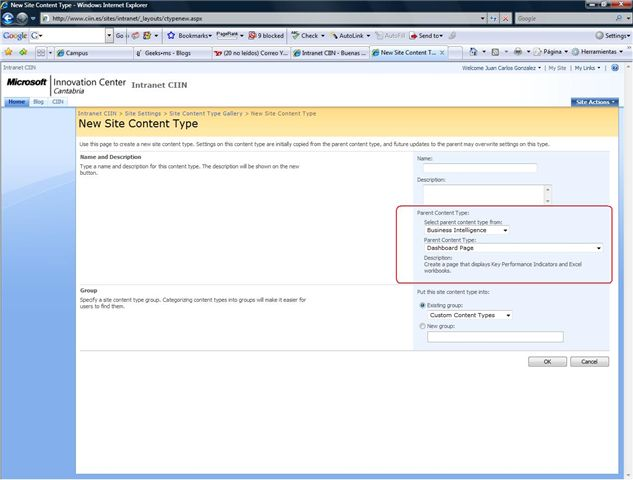 New Site Content Type - Windows Internet Explorer
http://www.ciin.es/sites/intranet/_layouts/ctypenew.aspx
Google
Google G Go Bookmarks PageRank 9 blocked Check AutoLink AutoFill Send to Settings
Campus Geeks•ms - Blogs (20 no leídos) Correo Y... Intranet CIIN - Buenas ... New Site Content T... Página Herramientas
Intranet CIIN Welcome Juan Carlos Gonzalez My Site My Links
Microsoft Innovation Center Intranet CIIN
Cantabria
Home Blog CIIN Site Actions
Intranet CIIN > Site Settings > Site Content Type Gallery > New Site Content Type
New Site Content Type
Use this page to create a new site content type. Settings on this content type are initially copied from the parent content type, and future updates to the parent may overwrite settings on this type.
Name and Description
Type a name and description for this content type. The description will be shown on the new
button.
Name:
Description:
Parent Content Type:
Select parent content type from:
Business Intelligence
Parent Content Type:
Dashboard Page
Description:
Create a page that displays Key Performance Indicators and Excel
workbooks.
Group
Specify a site content type group. Categorizing content types into groups will make it easier for
users to find them.
Put this site content type into:
Existing group:
Custom Content Types
New group:
OK Cancel